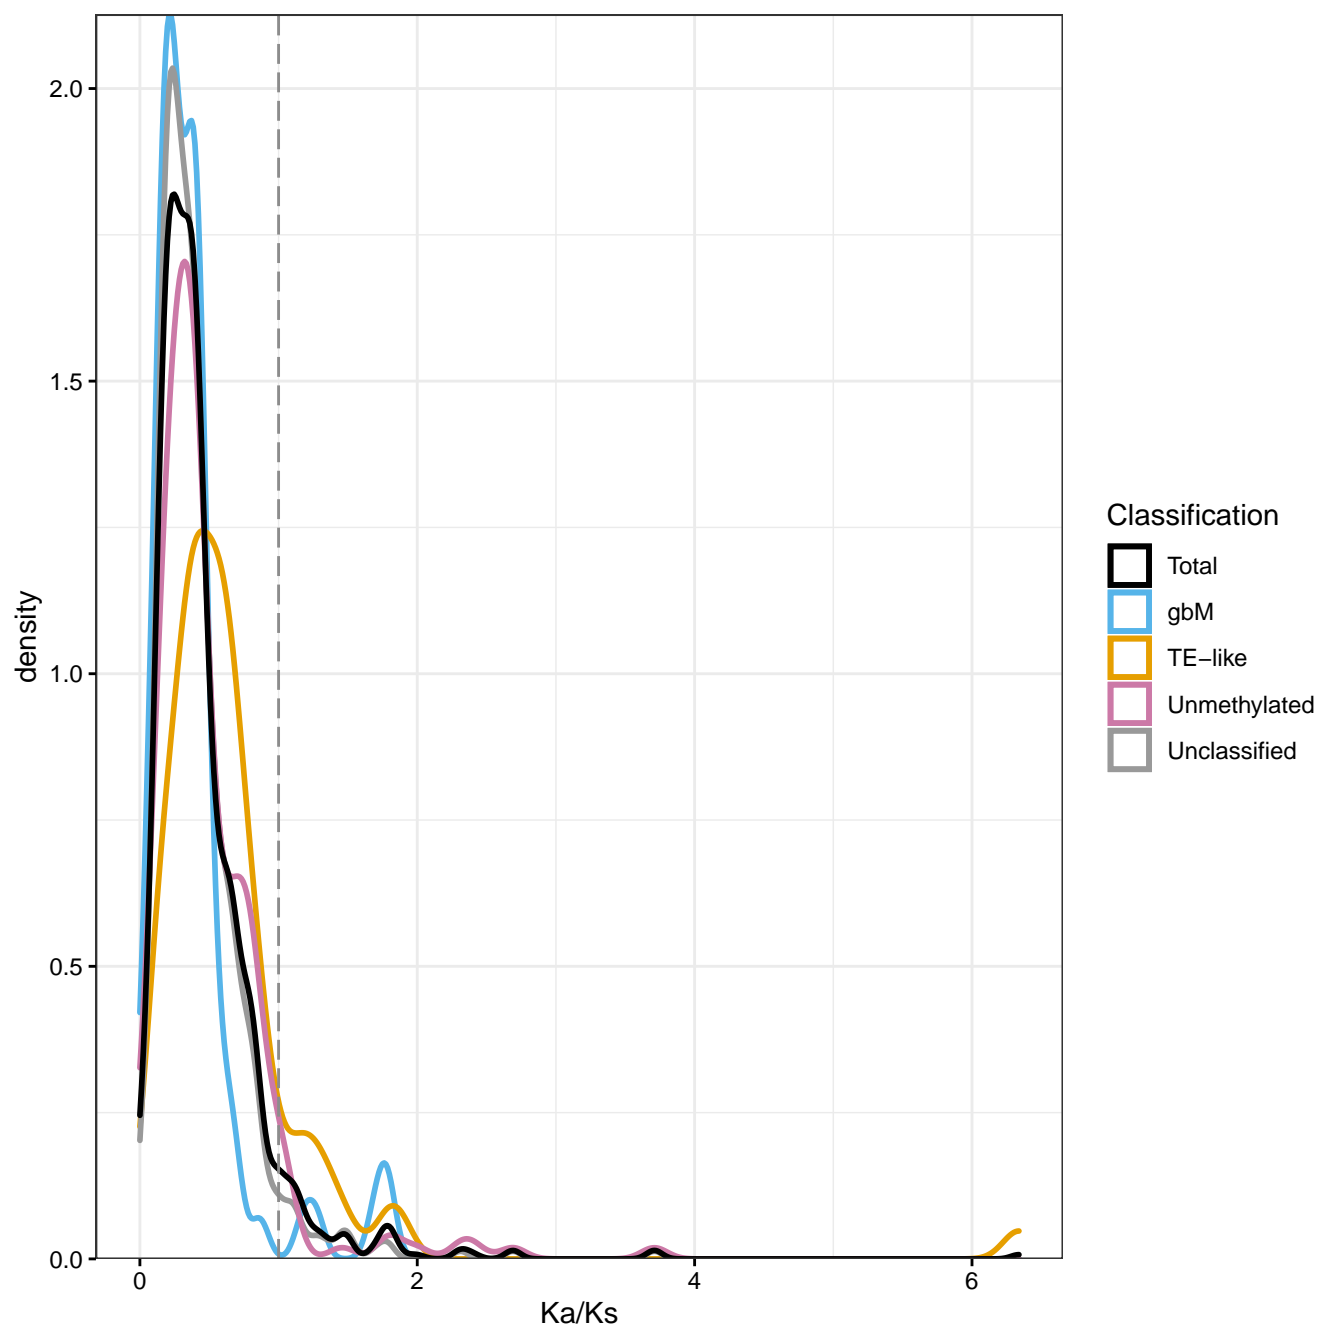 2.0
1.5
1.0
0.5
0.0
density
0
2
4
6
Ka/Ks
Classification
Total
gbM
TE−like
Unmethylated
Unclassified